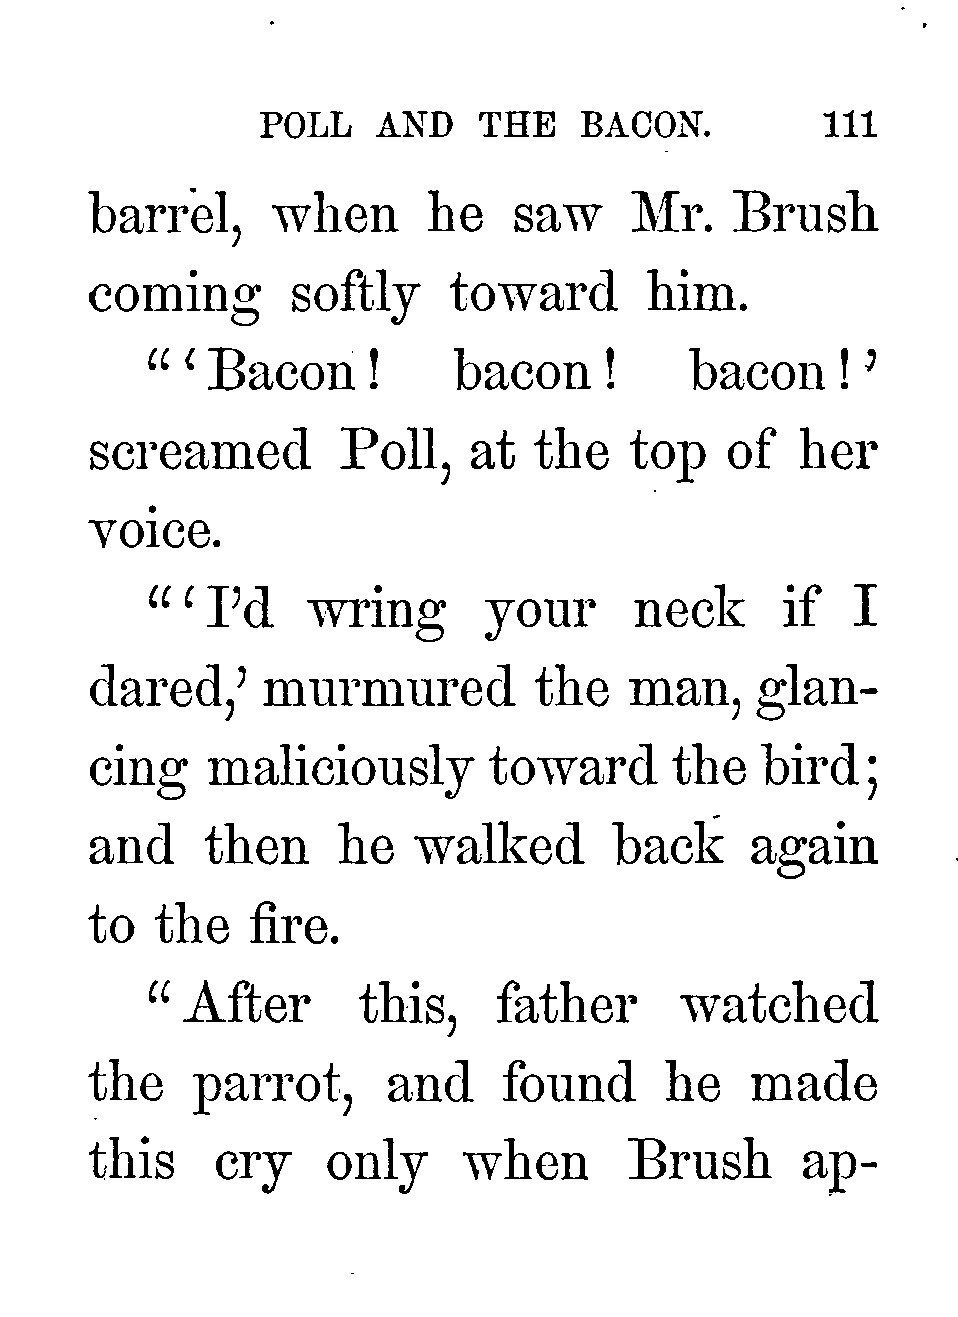 POLL AND THE BACON. 111
barrel, when he saw Mr. Brush
coming softly toward him.
“‘Bacon! bacon! bacon!’
screamed Poll, at the top of her
voice.
“‘I’d wring your neck if I
dared,’ murmured the man, glan-
cing maliciously toward the bird;
and then he walked back again
to the fire.
“After this, father watched
the parrot, and found he made
this cry only when Brush ap-